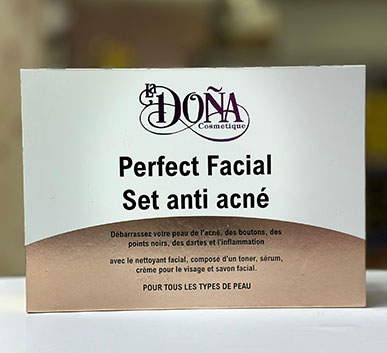 La
DOÑA
Cosmetique
Perfect Facial
Set anti acné
Débarrassez votre peau de l'acné, des boutons, des
points noirs, des dartes et l'inflammation
avec le nettoyant facial, composé d'un toner, sérum,
crème pour le visage et savon facial.
POUR TOUS LES TYPES DE PEAU